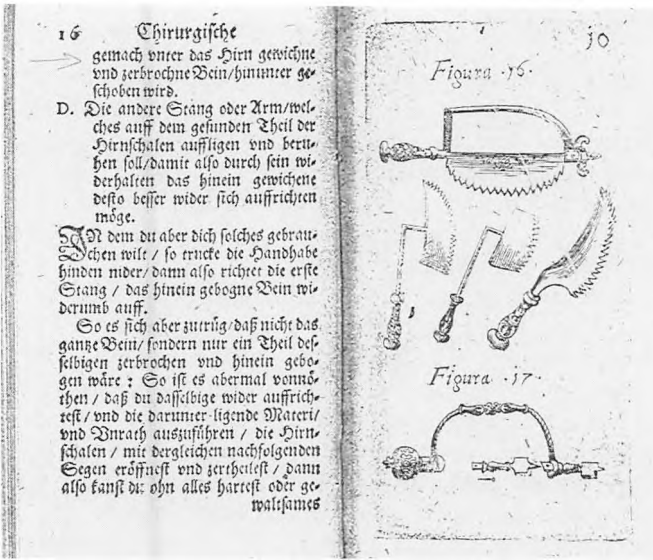 16 Chirurgische
gemach vnter das Hirn gewichne
vnd zerbrochne Bein/hinunter ge-
schoben wird.
D. Die andere Stang oder Arm/wel-
ches auff dem gesunden Theil der
Hirnschalen auffligen vnd beru-
hen soll/damit also durch sein wi-
derhalten das hinein gewichene
desto besser wider sich auffrichten
möge.
IN dem du aber dich solches gebrau-
chen wilt / so trucke die Handhabe
hinden nider/dann also richtet die erste
Stang / das hinein gebogne Bein wi-
derumb auff.
So es sich aber zutrüg/daß nicht das
gantze Bein/sondern nur ein Theil des-
selbigen zerbrochen vnd hinein gebo-
gen wäre : So ist es abermal vonnö-
then / daß du dasselbige wider auffrich-
test/vnd die darunter ligende Materi/
vnd Vnrath auszuführen / die Hirn-
schalen / mit dergleichen nachfolgenden
Segen eröffnest vnd zertheilest / dann
also kanst du ohn alles hartest oder ge-
waltsames
10
Figura .16.
Figura .17.